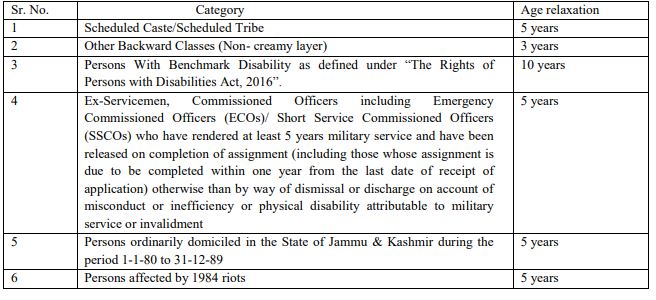 Sr. No. Category Age relaxation
1 Scheduled Caste/Scheduled Tribe 5 years
2 Other Backward Classes (Non- creamy layer) 3 years
3 Persons With Benchmark Disability as defined under “The Rights of 10 years
Persons with Disabilities Act, 2016”.
4 Ex-Servicemen, Commissioned Officers including Emergency 5 years
Commissioned Officers (ECOs)/ Short Service Commissioned Officers
(SSCOs) who have rendered at least 5 years military service and have been
released on completion of assignment (including those whose assignment is
due to be completed within one year from the last date of receipt of
application) otherwise than by way of dismissal or discharge on account of
misconduct or inefficiency or physical disability attributable to military
service or invalidment
5 Persons ordinarily domiciled in the State of Jammu & Kashmir during the 5 years
period 1-1-80 to 31-12-89
6 Persons affected by 1984 riots 5 years